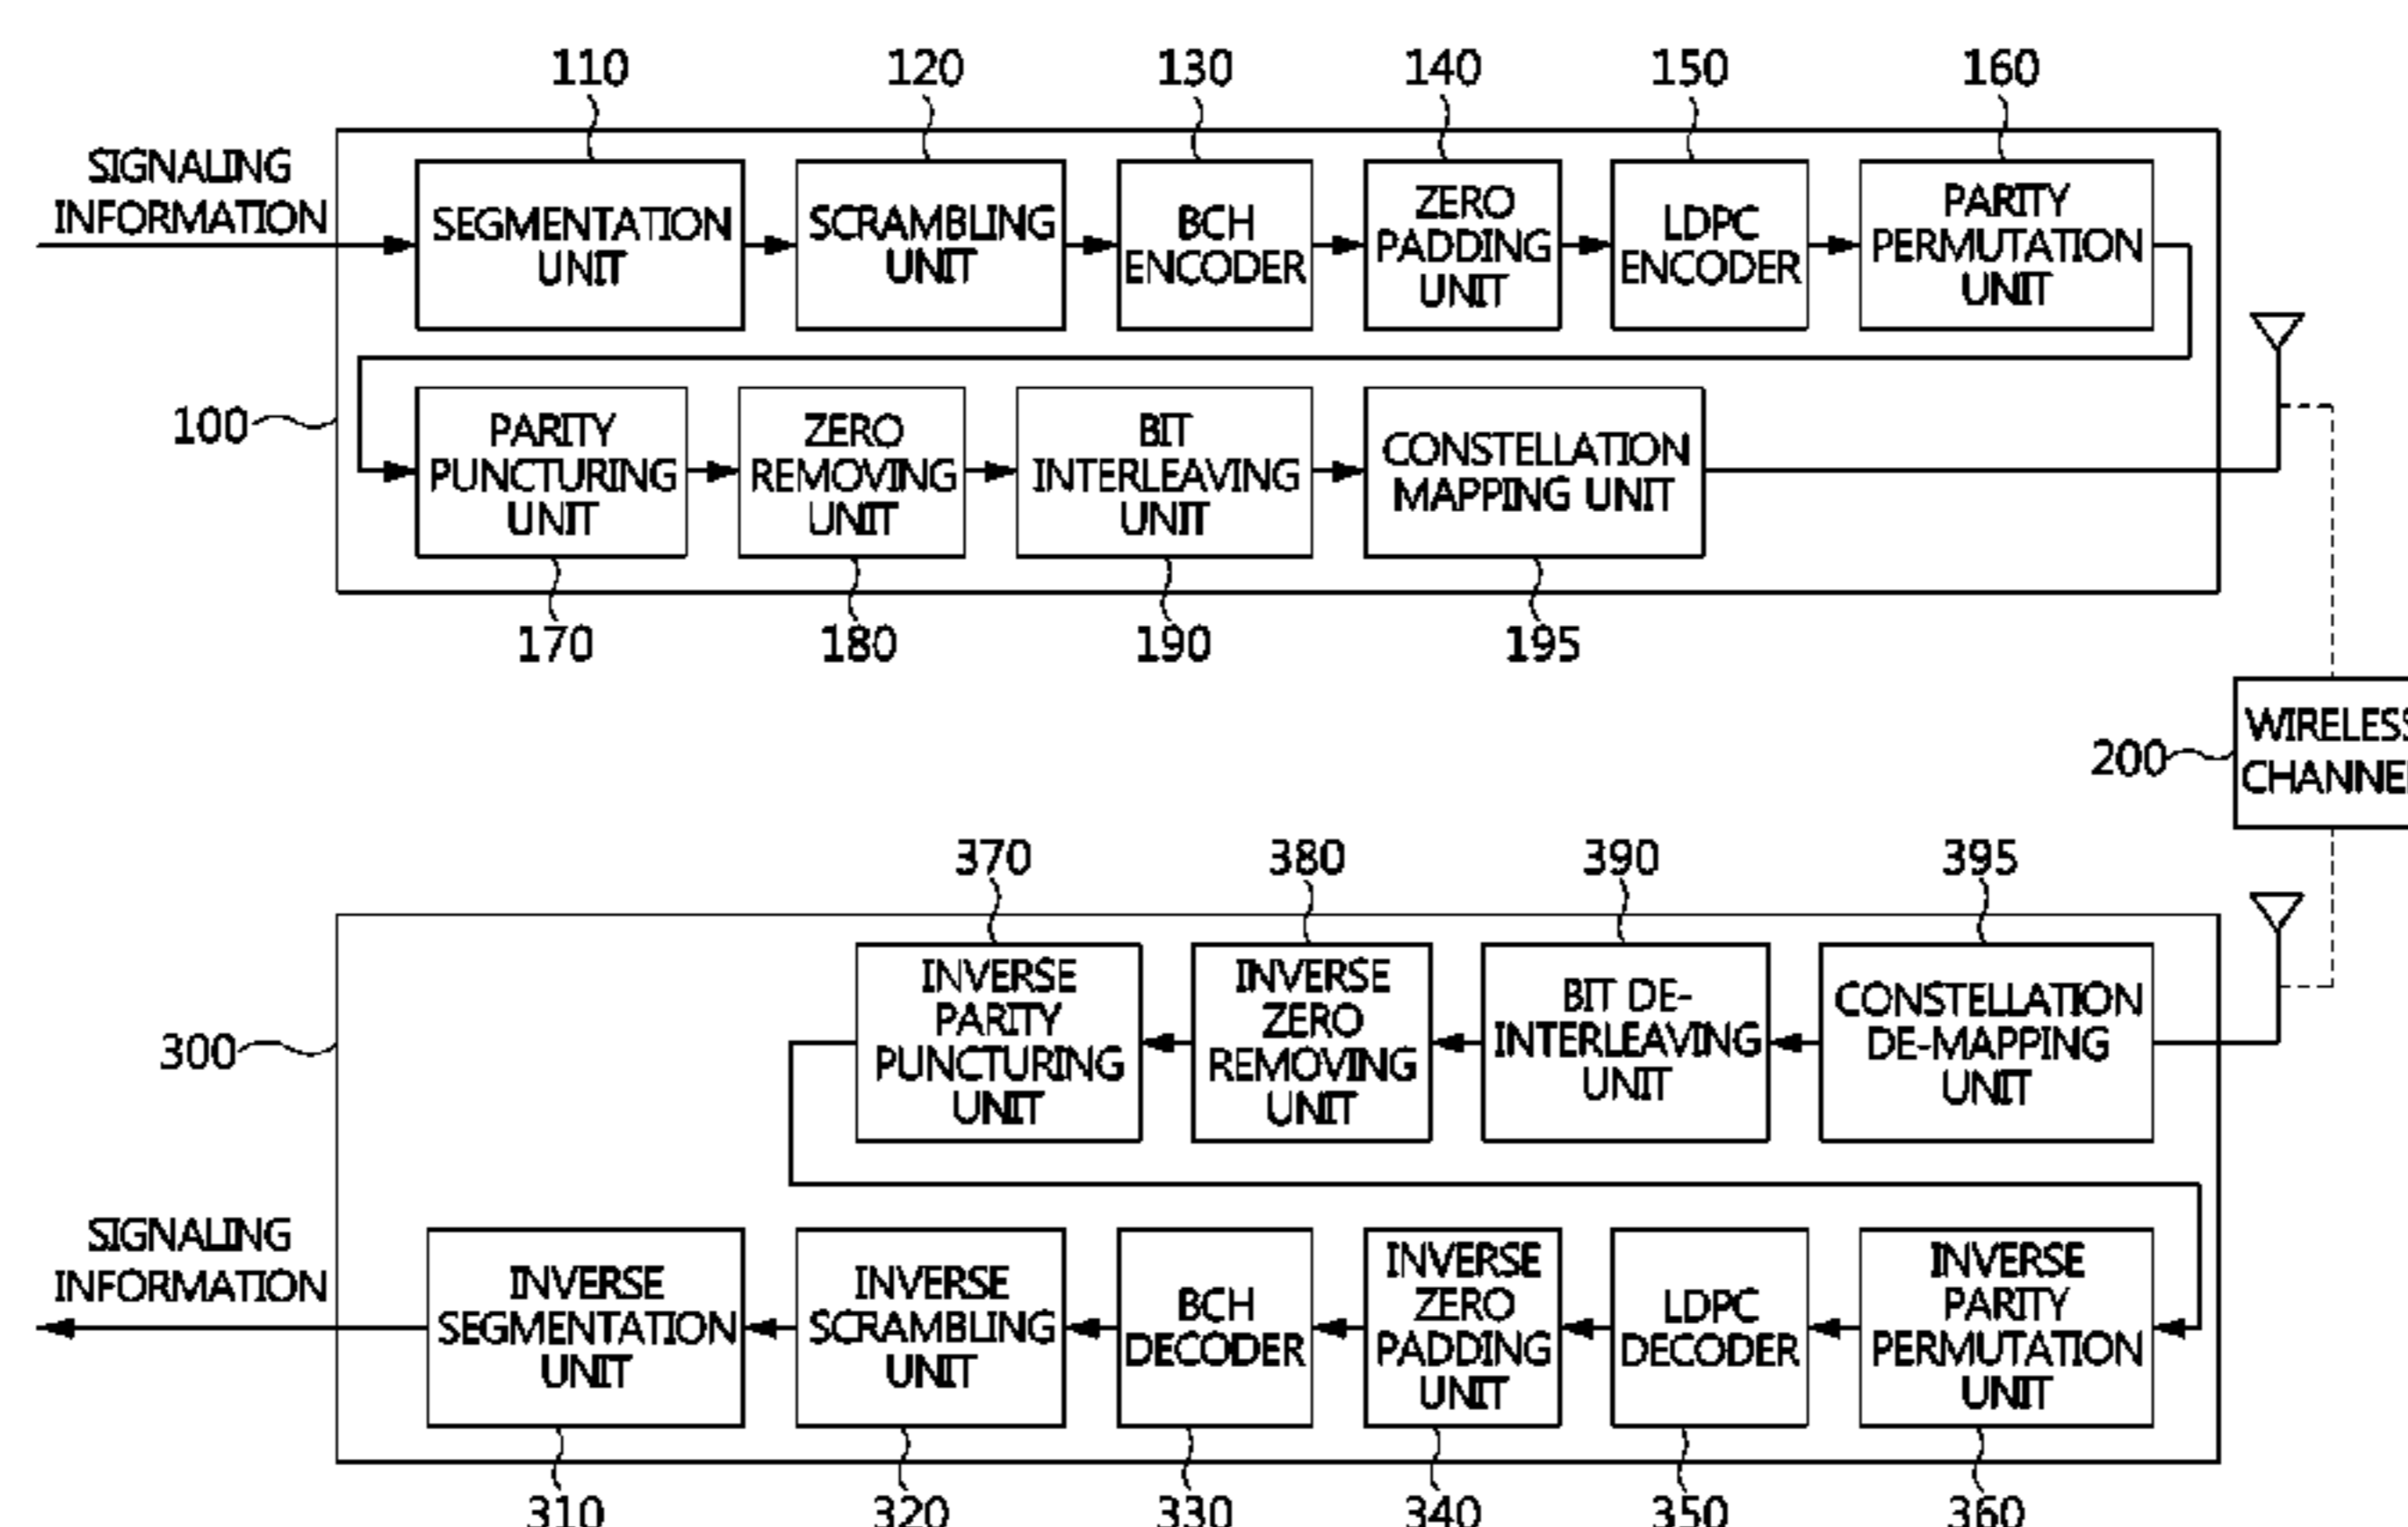 110 120 130 140 150 160
SIGNALING
INFORMATION
SEGMENTATION
UNIT
SCRAMBLING
UNIT
BCH
ENCODER
ZERO
PADDING
UNIT
LDPC
ENCODER
PARITY
PERMUTATION
UNIT
100
PARITY
PUNCTURING
UNIT
ZERO
REMOVING
UNIT
BIT
INTERLEAVING
UNIT
CONSTELLATION
MAPPING UNIT
170 180 190 195
200
WIRELESS
CHANNEL
370 380 390 395
300
INVERSE
PARITY
PUNCTURING
UNIT
INVERSE
ZERO
REMOVING
UNIT
BIT DE-
INTERLEAVING
UNIT
CONSTELLATION
DE-MAPPING
UNIT
SIGNALING
INFORMATION
INVERSE
SEGMENTATION
UNIT
INVERSE
SCRAMBLING
UNIT
BCH
DECODER
INVERSE
ZERO
PADDING
UNIT
LDPC
DECODER
INVERSE
PARITY
PERMUTATION
UNIT
310 320 330 340 350 360